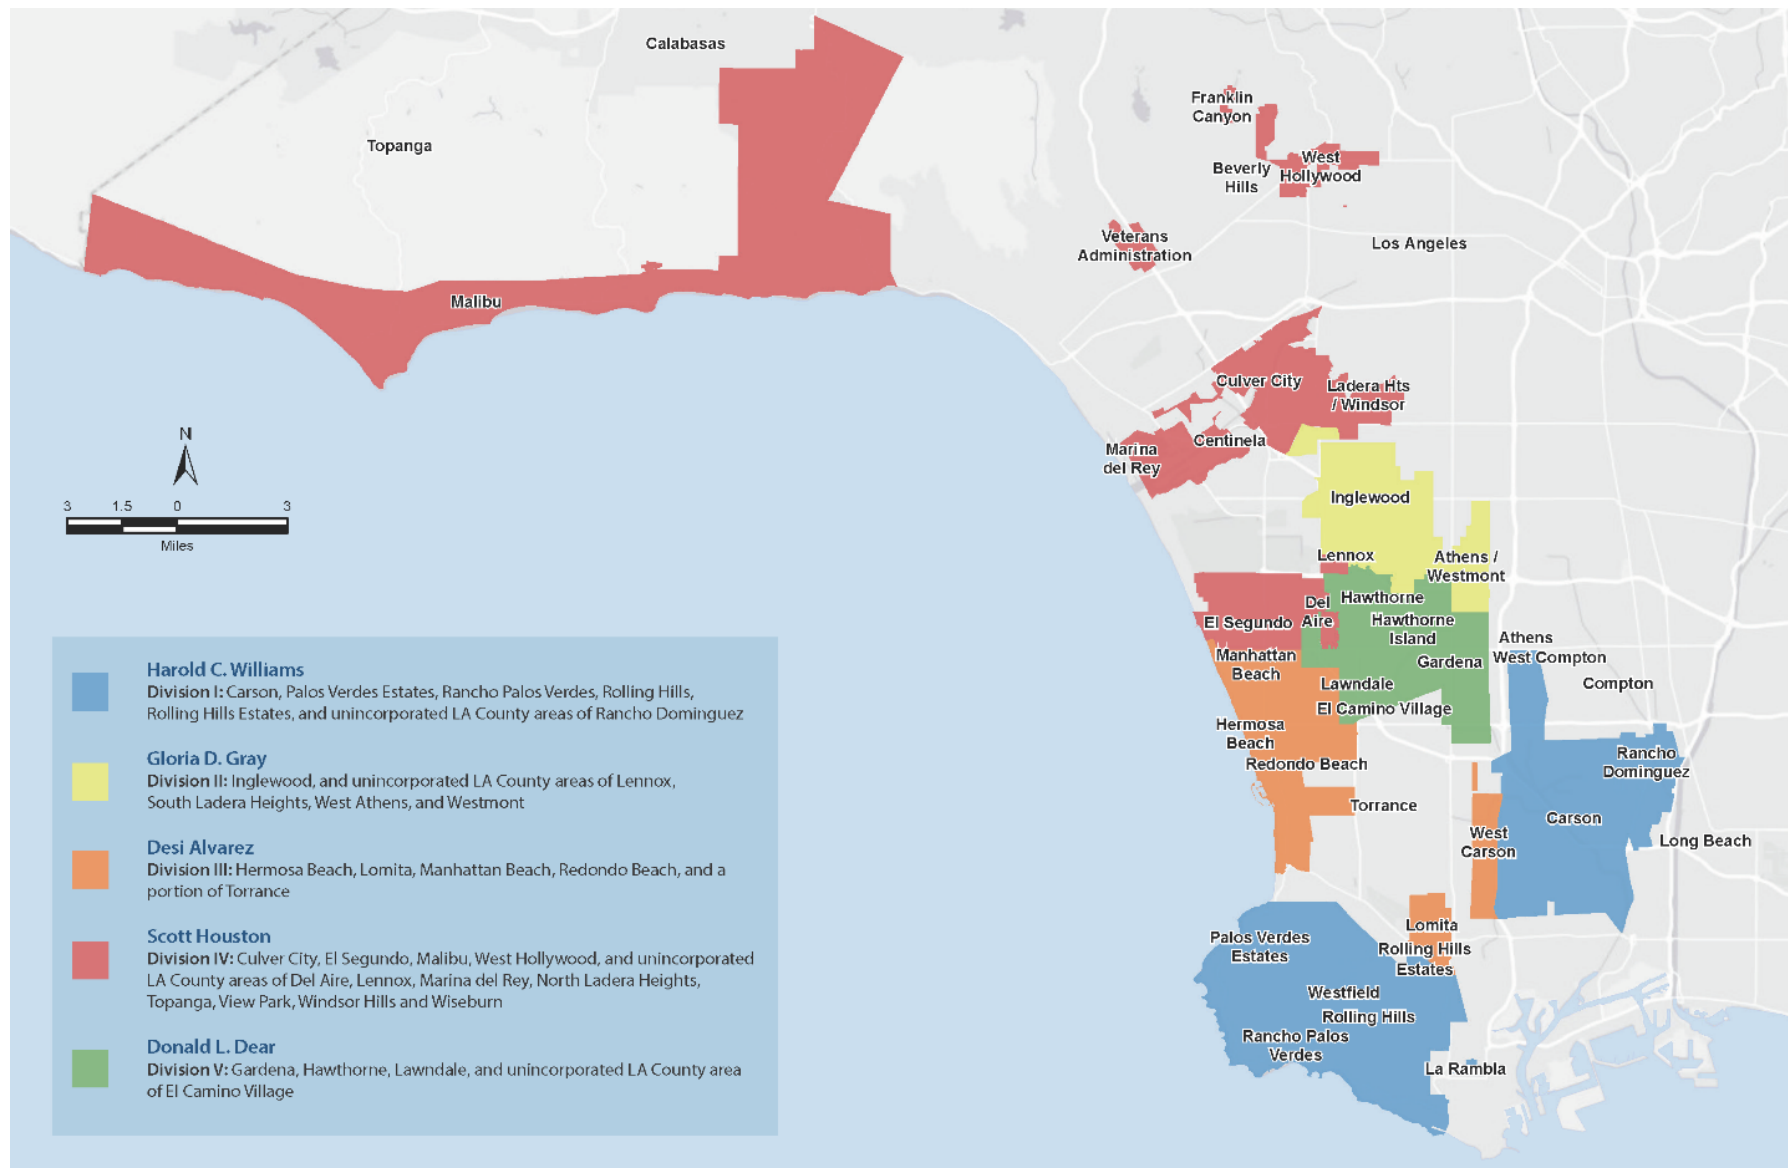 Calabasas
Topanga
Malibu
Franklin
Canyon
Beverly
Hills
West
Hollywood
Veterans
Administration
Los Angeles
Culver City
Ladera Hts
/ Windsor
Marina
del Rey
Centinela
Inglewood
Lennox
Athens /
Westmont
Del
Aire
Hawthorne
El Segundo
Hawthorne
Island
Manhattan
Beach
Gardena
Athens
West Compton
Compton
Lawndale
El Camino Village
Hermosa
Beach
Redondo Beach
Rancho
Dominguez
Torrance
West
Carson
Carson
Long Beach
Lomita
Palos Verdes
Estates
Rolling Hills
Estates
Westfield
Rolling Hills
Rancho Palos
Verdes
La Rambla
N
3 1.5 0 3
Miles
Harold C. Williams
Division I: Carson, Palos Verdes Estates, Rancho Palos Verdes, Rolling Hills,
Rolling Hills Estates, and unincorporated LA County areas of Rancho Dominguez
Gloria D. Gray
Division II: Inglewood, and unincorporated LA County areas of Lennox,
South Ladera Heights, West Athens, and Westmont
Desi Alvarez
Division III: Hermosa Beach, Lomita, Manhattan Beach, Redondo Beach, and a
portion of Torrance
Scott Houston
Division IV: Culver City, El Segundo, Malibu, West Hollywood, and unincorporated
LA County areas of Del Aire, Lennox, Marina del Rey, North Ladera Heights,
Topanga, View Park, Windsor Hills and Wiseburn
Donald L. Dear
Division V: Gardena, Hawthorne, Lawndale, and unincorporated LA County area
of El Camino Village